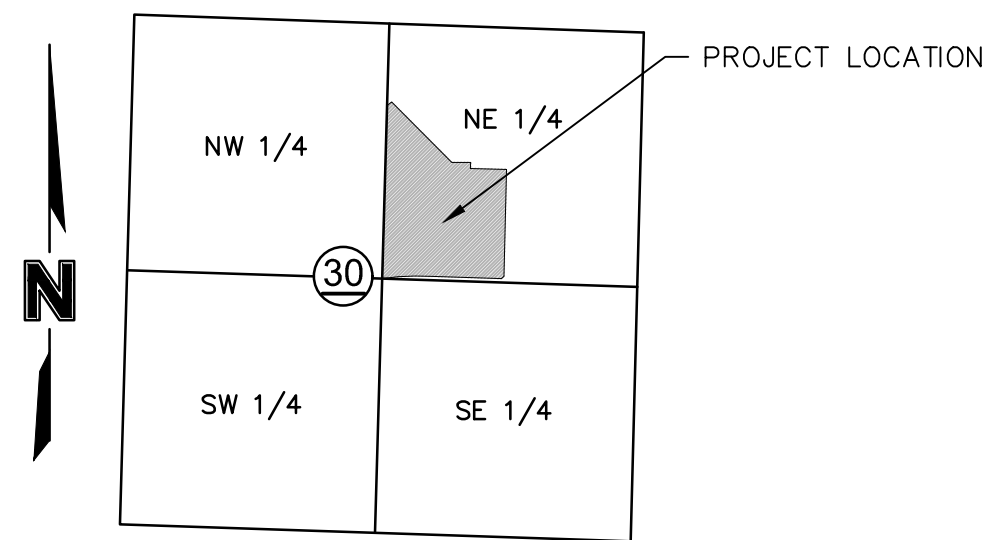 PROJECT LOCATION
NW 1/4
NE 1/4
30
N
SW 1/4
SE 1/4